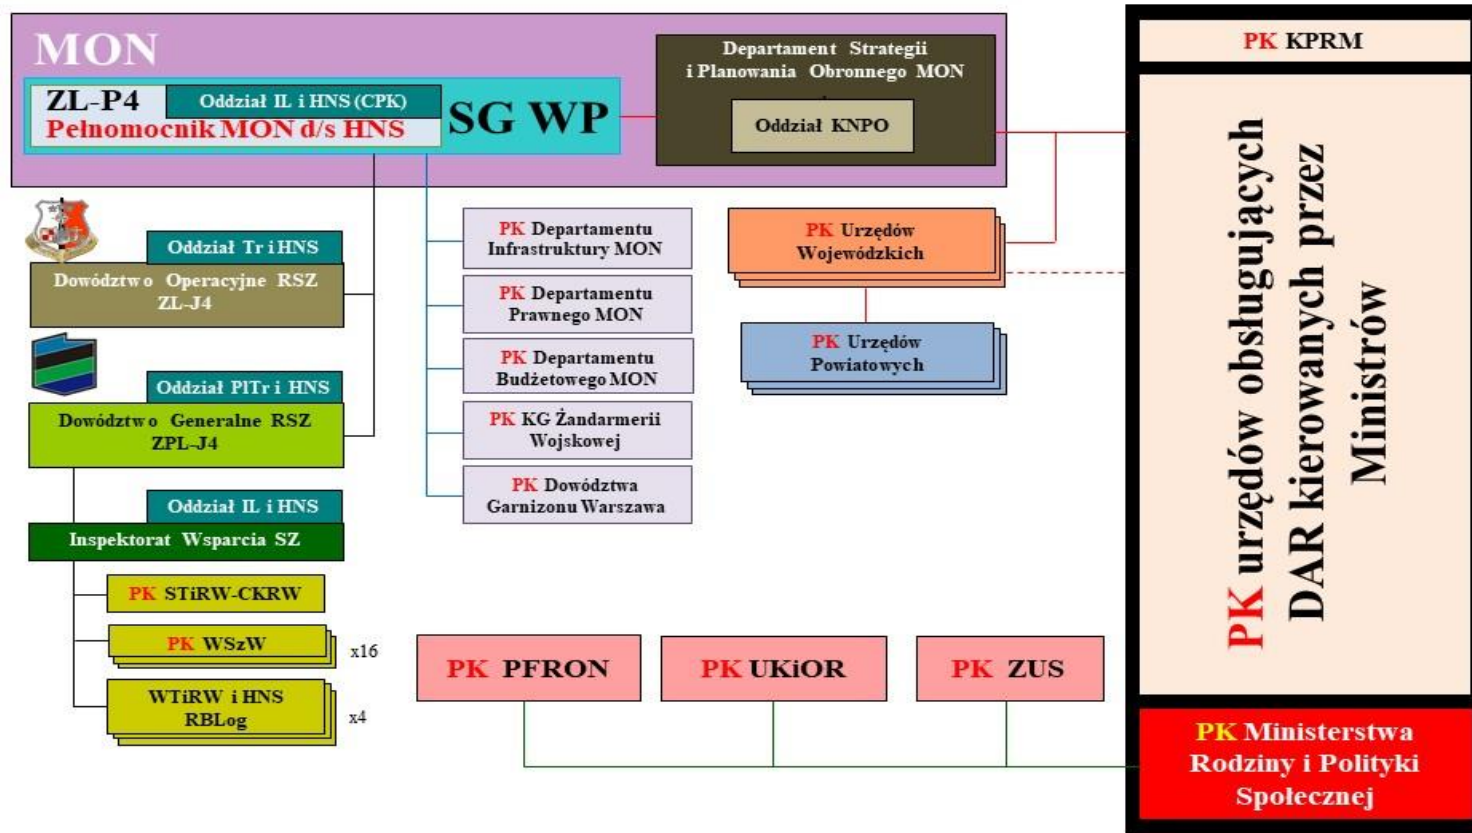 MON
ZL-P4
Oddział IL i HNS (CPK)
Pełnomocnik MON d/s HNS
SG WP
Departament Strategii
i Planowania Obronnego MON
Oddział KNPO
Oddział Tr i HNS
Dowództwo Operacyjne RSZ
ZL-J4
Oddział PlTr i HNS
Dowództwo Generalne RSZ
ZPL-J4
Oddział IL i HNS
Inspektorat Wsparcia SZ
PK STiRW-CKRW
PK WSzW
x16
WTiRW i HNS
RBLog
x4
PK Departamentu
Infrastruktury MON
PK Departamentu
Prawnego MON
PK Departamentu
Budżetowego MON
PK KG Żandarmerii
Wojskowej
PK Dowództwa
Garnizonu Warszawa
PK Urzędów
Wojewódzkich
PK Urzędów
Powiatowych
PK PFRON
PK UKiOR
PK ZUS
PK KPRM
PK urzędów obsługujących
DAR kierowanych przez
Ministrów
PK Ministerstwa
Rodziny i Polityki
Społecznej